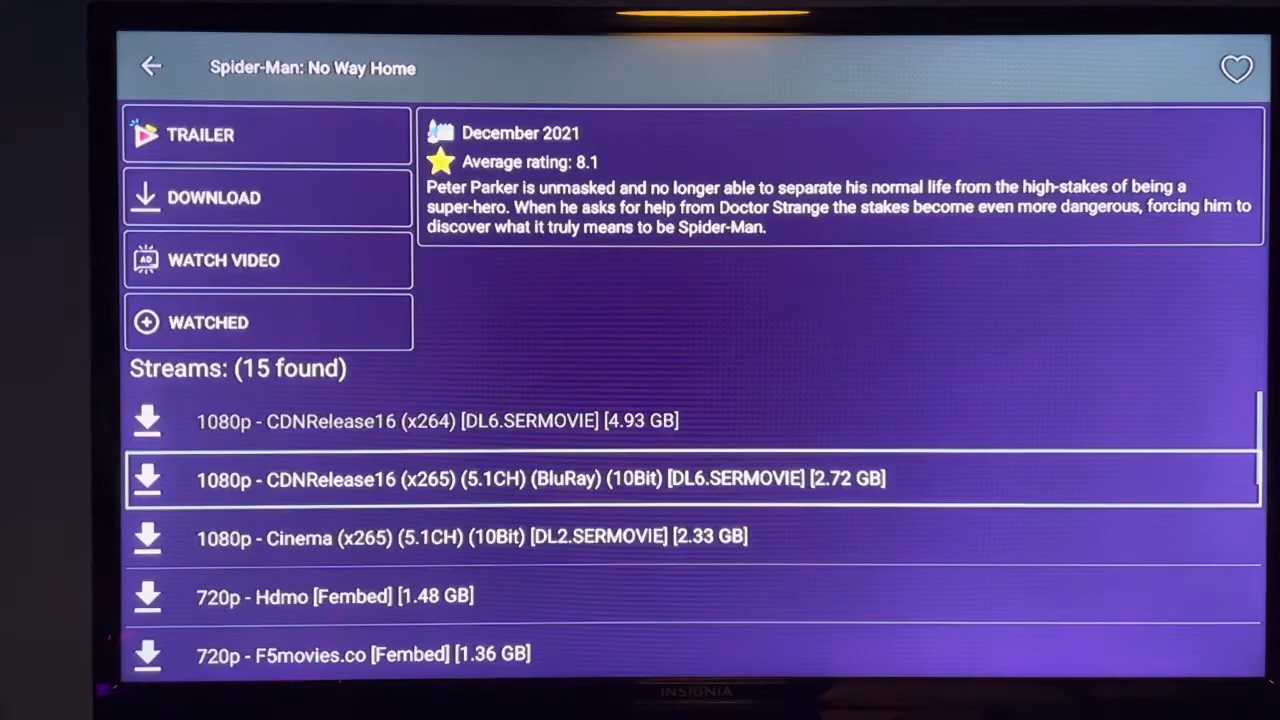 Spider-Man: No Way Home
TRAILER
DOWNLOAD
AD
WATCH VIDEO
WATCHED
December 2021
Average rating: 8.1
Peter Parker is unmasked and no longer able to separate his normal life from the high-stakes of being a
super-hero. When he asks for help from Doctor Strange the stakes become even more dangerous, forcing him to
discover what it truly means to be Spider-Man.
Streams: (15 found)
1080p - CDNRelease16 (x264) [DL6.SERMOVIE] [4.93 GB]
1080p - CDNRelease16 (x265) (5.1CH) (BluRay) (10Bit) [DL6.SERMOVIE] [2.72 GB]
1080p - Cinema (x265) (5.1CH) (10Bit) [DL2.SERMOVIE] [2.33 GB]
720p - Hdmo [Fembed] [1.48 GB]
720p - F5movies.co [Fembed] [1.36 GB]
INSIGNIA